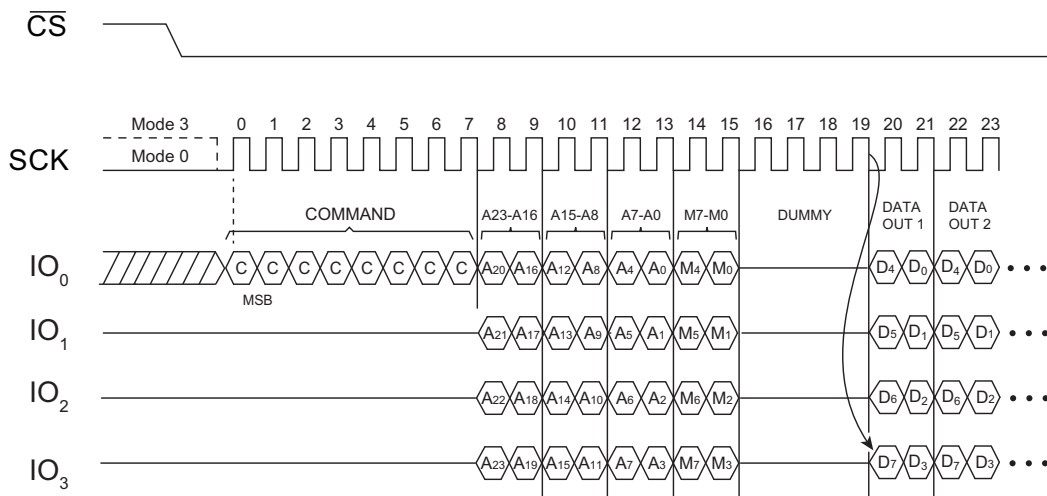 CS
Mode 3
0 1 2 3 4 5 6 7 8 9 10 11 12 13 14 15 16 17 18 19 20 21 22 23
SCK
Mode 0
COMMAND A23-A16 A15-A8 A7-A0 M7-M0 DUMMY DATA OUT 1 DATA OUT 2
IO0 C C C C C C C C A20 A16 A12 A8 A4 A0 M4 M0 D4 D0 D4 D0
MSB
IO1 A21 A17 A13 A9 A5 A1 M5 M1 D5 D1 D5 D1
IO2 A22 A18 A14 A10 A6 A2 M6 M2 D6 D2 D6 D2
IO3 A23 A19 A15 A11 A7 A3 M7 M3 D7 D3 D7 D3